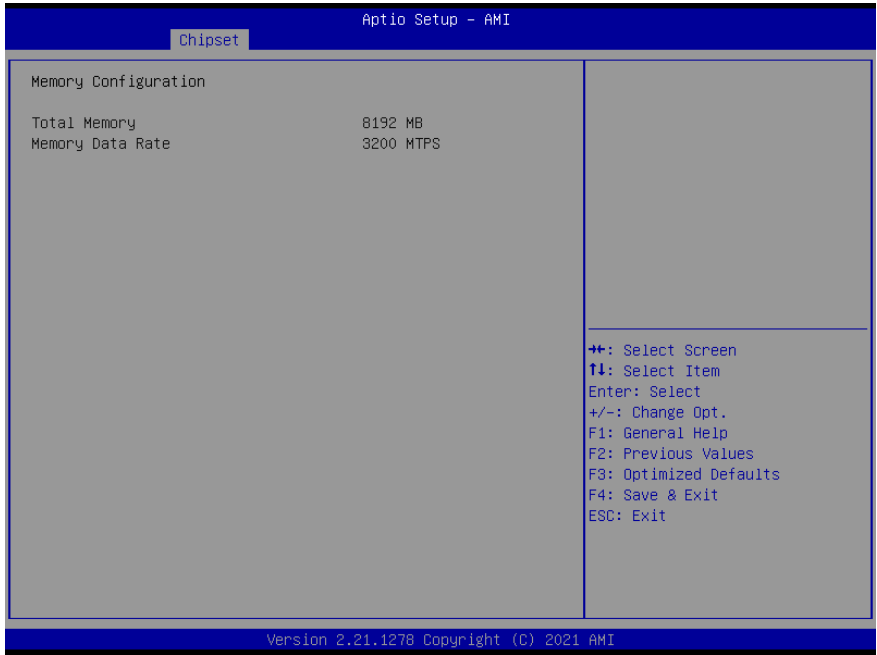 Aptio Setup – AMI
Chipset
Memory Configuration
Total Memory 8192 MB
Memory Data Rate 3200 MTPS
→←: Select Screen
↑↓: Select Item
Enter: Select
+/-: Change Opt.
F1: General Help
F2: Previous Values
F3: Optimized Defaults
F4: Save & Exit
ESC: Exit
Version 2.21.1278 Copyright (C) 2021 AMI